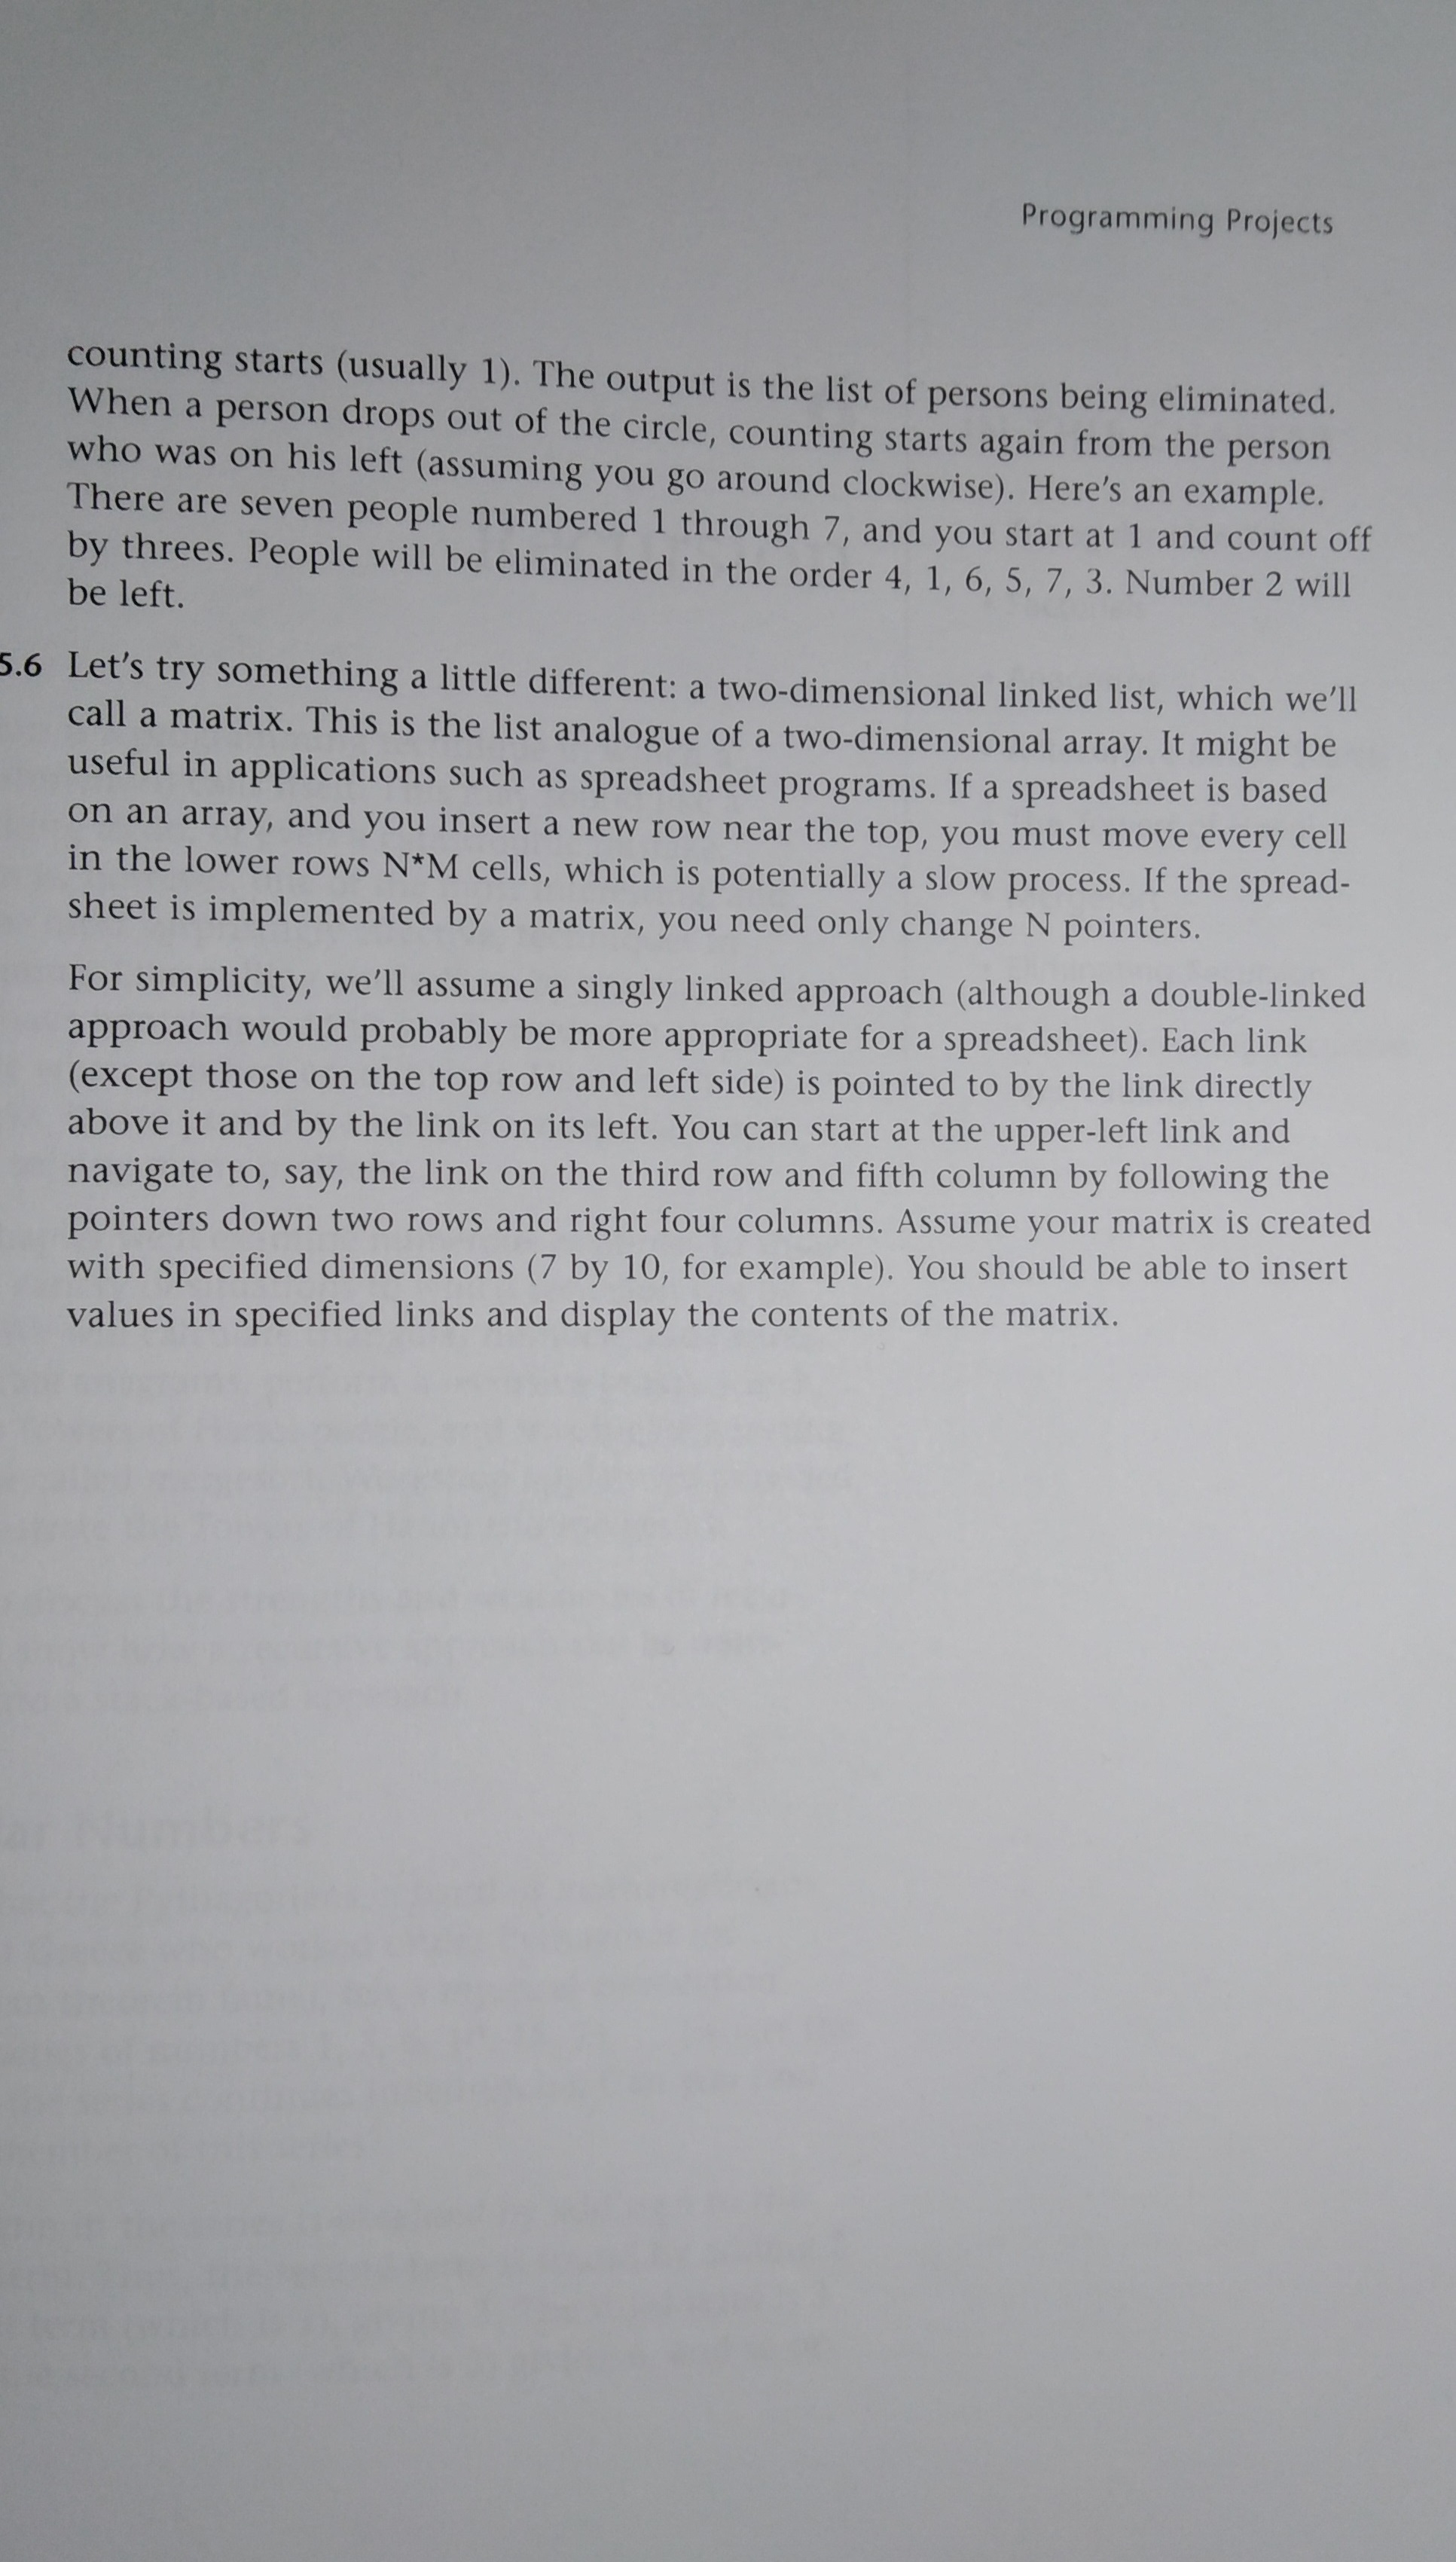 Programming Projects
counting starts (usually 1). The output is the list of persons being eliminated.
When a person drops out of the circle, counting starts again from the person
who was on his left (assuming you go around clockwise). Here's an example.
There are seven people numbered 1 through 7, and you start at 1 and count off
by threes. People will be eliminated in the order 4, 1, 6, 5, 7, 3. Number 2 will
be left.
5.6 Let's try something a little different: a two-dimensional linked list, which we'll
call a matrix. This is the list analogue of a two-dimensional array. It might be
useful in applications such as spreadsheet programs. If a spreadsheet is based
on an array, and you insert a new row near the top, you must move every cell
in the lower rows N*M cells, which is potentially a slow process. If the spread-
sheet is implemented by a matrix, you need only change N pointers.
For simplicity, we'll assume a singly linked approach (although a double-linked
approach would probably be more appropriate for a spreadsheet). Each link
(except those on the top row and left side) is pointed to by the link directly
above it and by the link on its left. You can start at the upper-left link and
navigate to, say, the link on the third row and fifth column by following the
pointers down two rows and right four columns. Assume your matrix is created
with specified dimensions (7 by 10, for example). You should be able to insert
values in specified links and display the contents of the matrix.